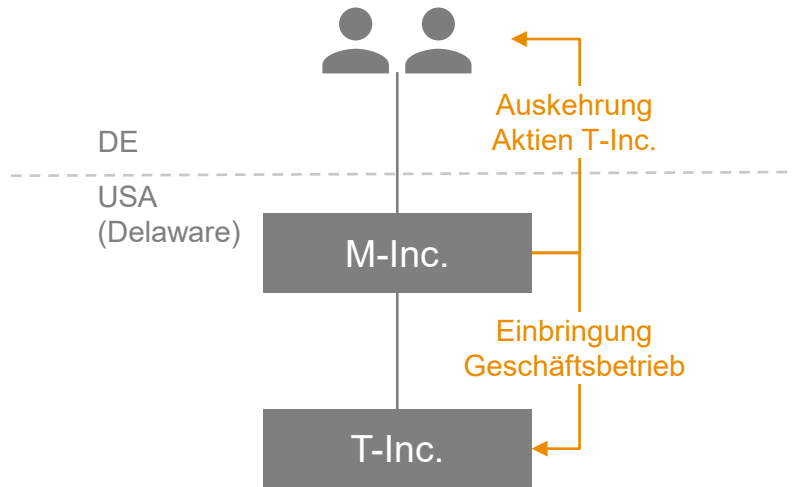 Auskehrung
Aktien T-Inc.
DE
USA
(Delaware)
M-Inc.
Einbringung
Geschäftsbetrieb
T-Inc.